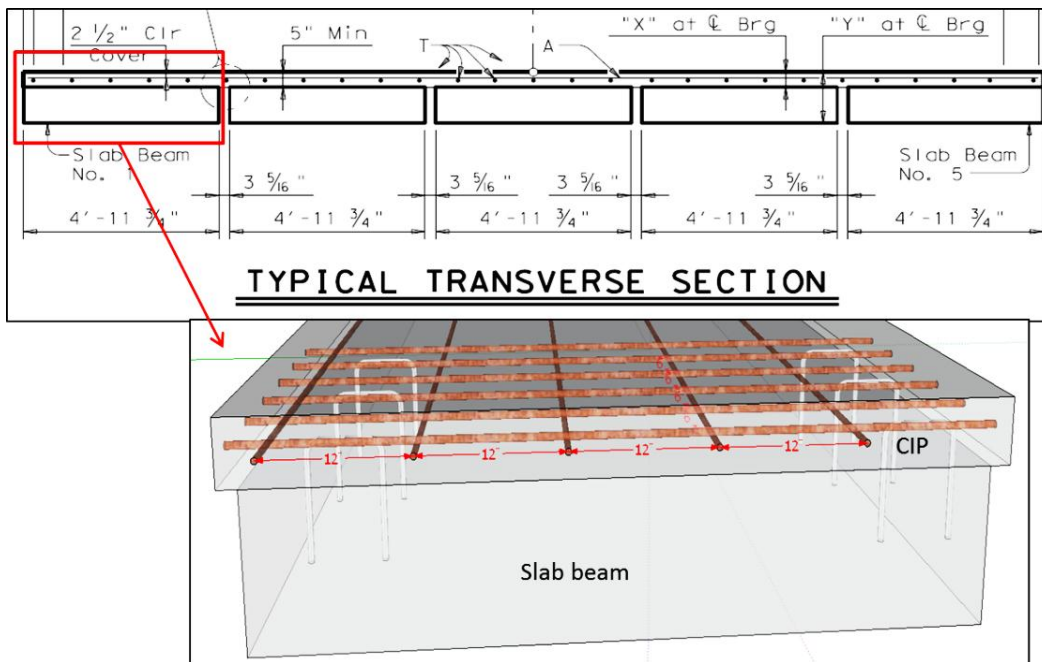 2 ½" Clr
Cover
5" Min
T
A
"X" at ℄ Brg
"Y" at ℄ Brg
Slab Beam
No. 1
Slab Beam
No. 5
3 5⁄16"
3 5⁄16"
3 5⁄16"
3 5⁄16"
4'-11 ¾"
4'-11 ¾"
4'-11 ¾"
4'-11 ¾"
4'-11 ¾"
TYPICAL TRANSVERSE SECTION
12"
12"
12"
12"
CIP
Slab beam